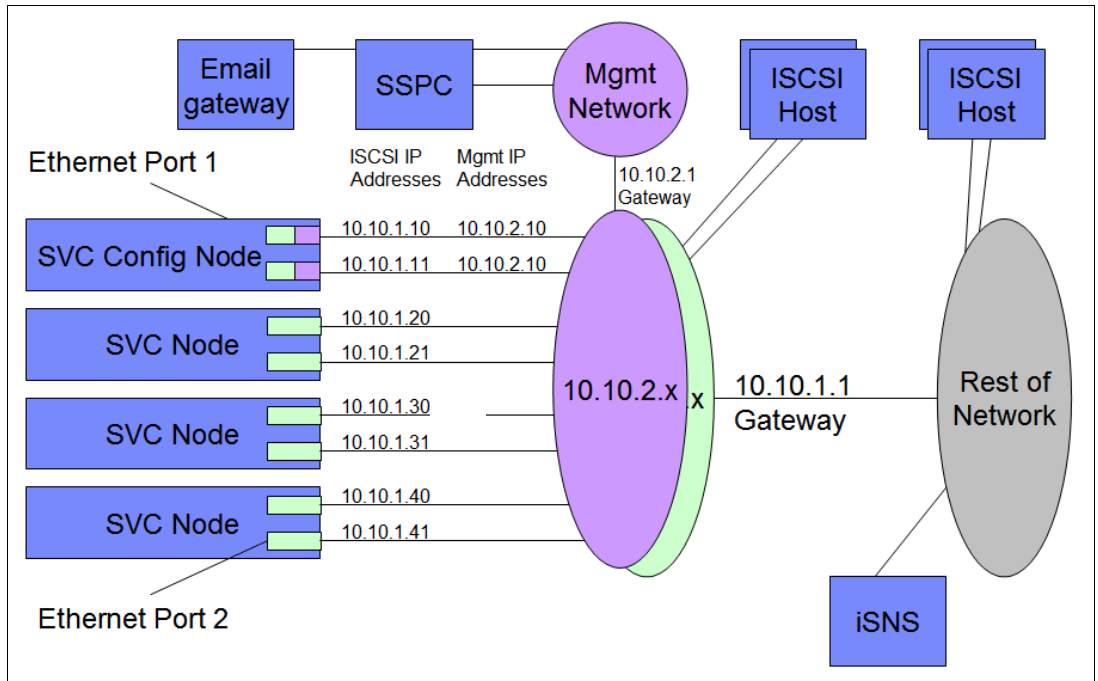 Email
gateway
SSPC
Mgmt
Network
ISCSI
Host
ISCSI
Host
Ethernet Port 1
ISCSI IP
Addresses
Mgmt IP
Addresses
10.10.2.1
Gateway
SVC Config Node
10.10.1.10
10.10.2.10
10.10.1.11
10.10.2.10
SVC Node
10.10.1.20
10.10.1.21
SVC Node
10.10.1.30
10.10.1.31
SVC Node
10.10.1.40
10.10.1.41
10.10.2.x
.x
10.10.1.1
Gateway
Rest of
Network
Ethernet Port 2
iSNS